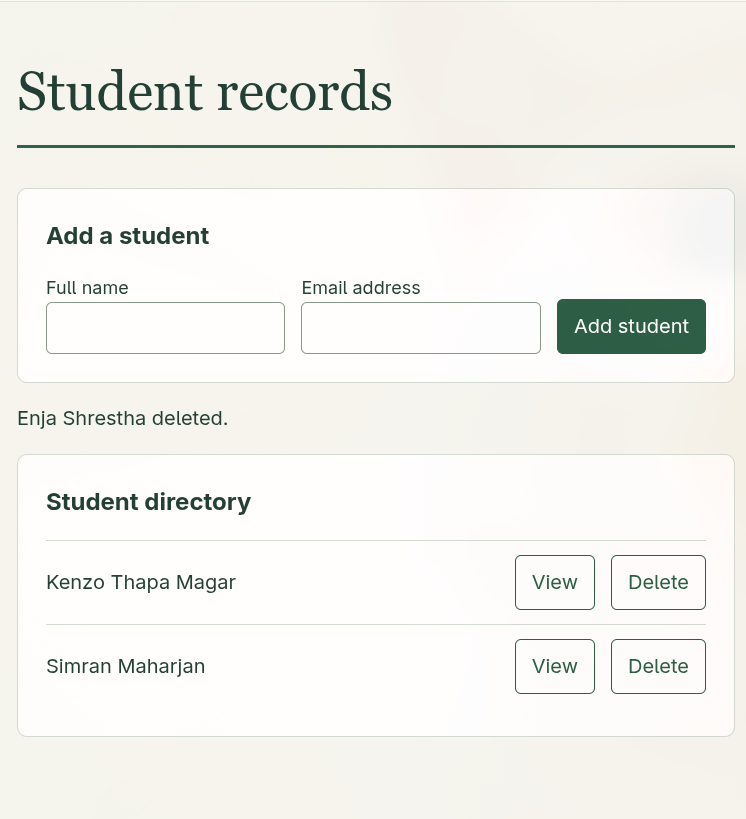 Student records
Add a student
Full name
Email address
Add student
Enja Shrestha deleted.
Student directory
Kenzo Thapa Magar
View
Delete
Simran Maharjan
View
Delete